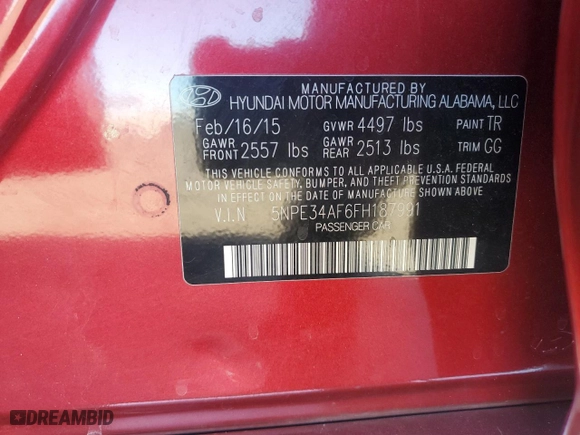 MANUFACTURED BY
HYUNDAI MOTOR MANUFACTURING ALABAMA, LLC
Feb/16/15 GVWR 4497 lbs PAINT TR
GAWR FRONT 2557 lbs GAWR REAR 2513 lbs TRIM GG
THIS VEHICLE CONFORMS TO ALL APPLICABLE U.S.A. FEDERAL
MOTOR VEHICLE SAFETY, BUMPER, AND THEFT PREVENTION STANDARDS
IN EFFECT ON THE DATE OF MANUFACTURE SHOWN ABOVE.
V.I.N 5NPE34AF6FH187991
PASSENGER CAR
DREAMBID